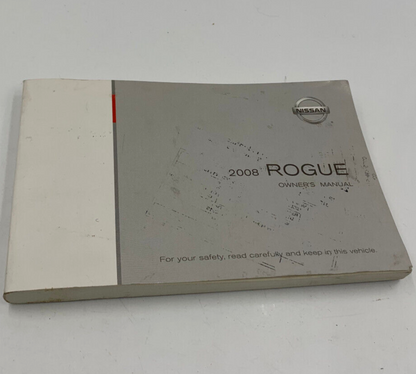 NISSAN
2008 ROGUE
OWNER'S MANUAL
For your safety, read carefully and keep in this vehicle.